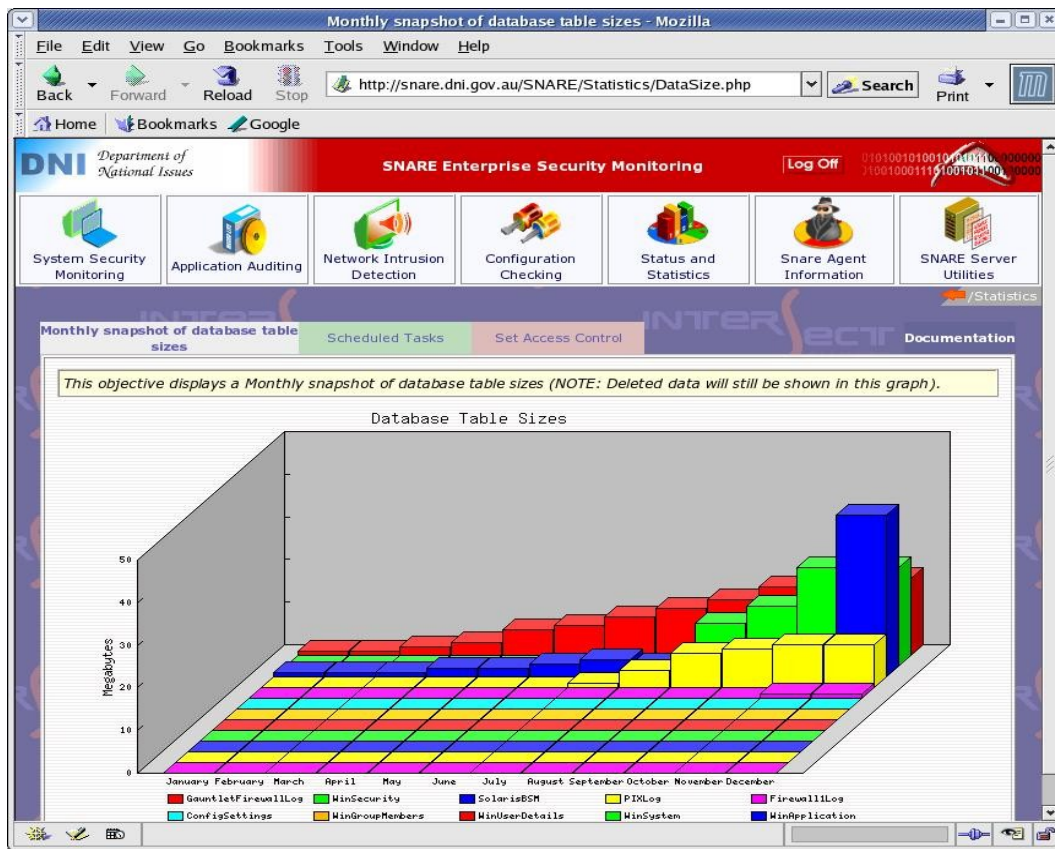 Monthly snapshot of database table sizes - Mozilla
File Edit View Go Bookmarks Tools Window Help
Back Forward Reload Stop http://snare.dni.gov.au/SNARE/Statistics/DataSize.php Search Print
Home Bookmarks Google
DNI Department of National Issues
SNARE Enterprise Security Monitoring
Log Off
System Security Monitoring
Application Auditing
Network Intrusion Detection
Configuration Checking
Status and Statistics
Snare Agent Information
SNARE Server Utilities
/Statistics
InterSect
Monthly snapshot of database table sizes
Scheduled Tasks
Set Access Control
Documentation
This objective displays a Monthly snapshot of database table sizes (NOTE: Deleted data will still be shown in this graph).
Database Table Sizes
50
40
30
20
10
0
Megabytes
January February March April May June July August September October November December
GauntletFirewallLog WinSecurity SolarisBSM PIXLog Firewall1Log
ConfigSettings WinGroupMembers WinUserDetails WinSystem WinApplication